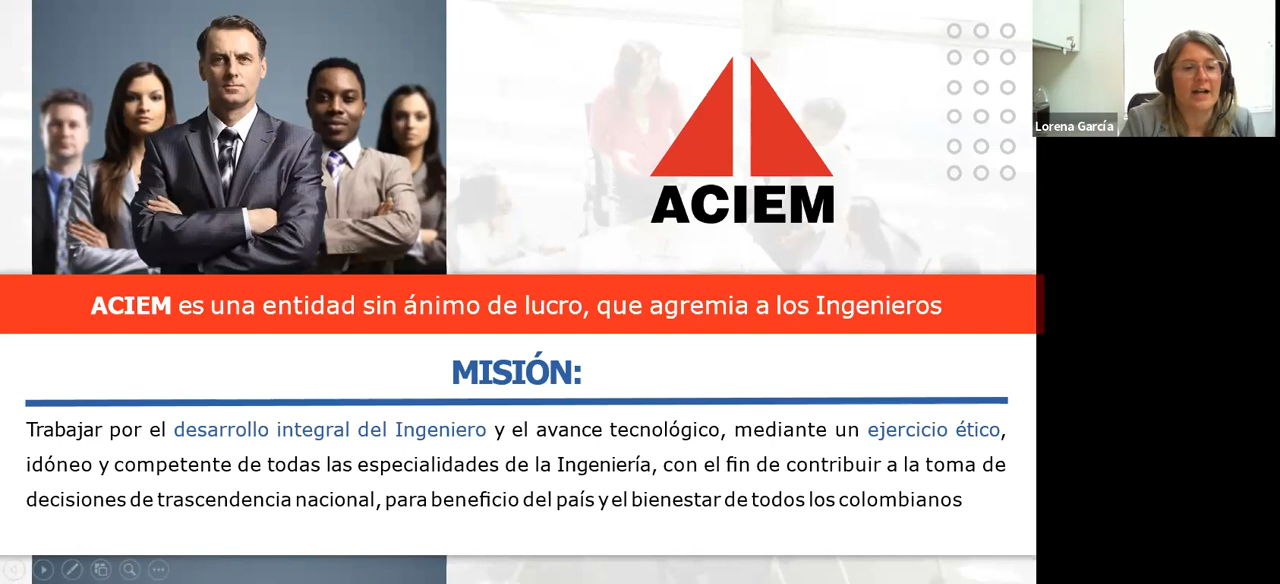 ACIEM
Lorena García
ACIEM es una entidad sin ánimo de lucro, que agremia a los Ingenieros
MISIÓN:
Trabajar por el desarrollo integral del Ingeniero y el avance tecnológico, mediante un ejercicio ético,
idóneo y competente de todas las especialidades de la Ingeniería, con el fin de contribuir a la toma de
decisiones de trascendencia nacional, para beneficio del país y el bienestar de todos los colombianos